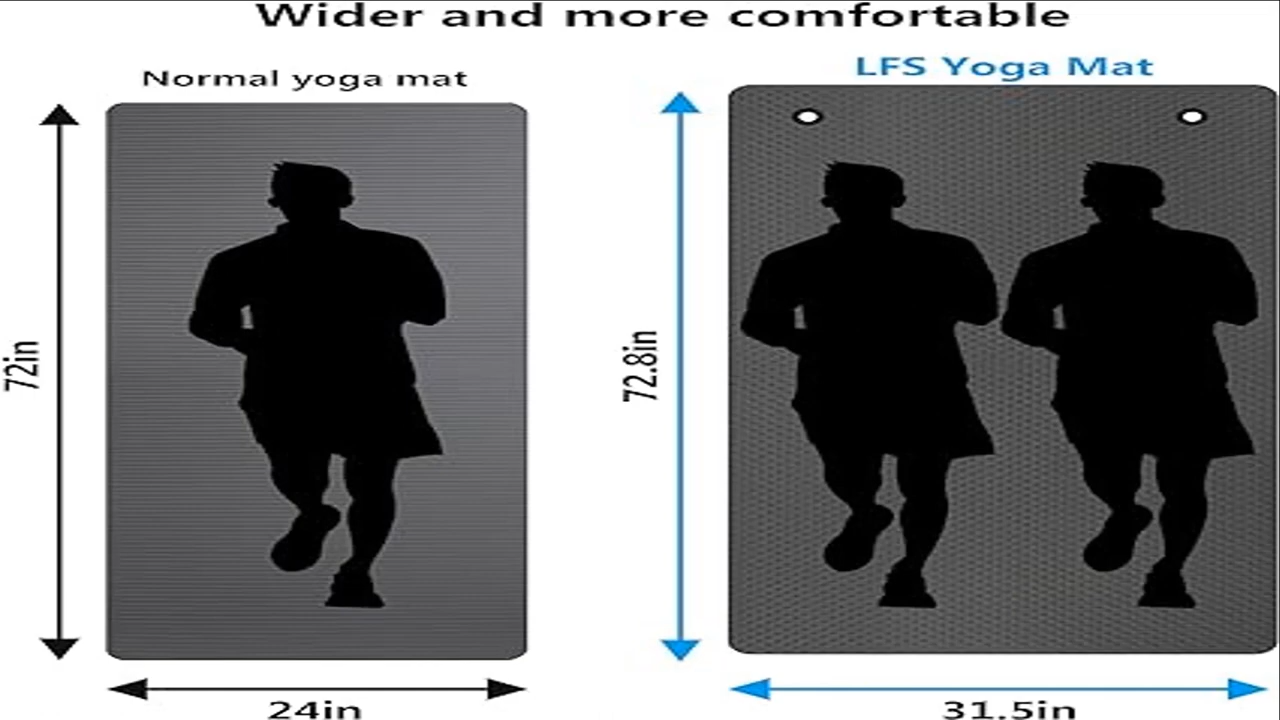 Wider and more comfortable
Normal yoga mat
LFS Yoga Mat
72in
72.8in
24in
31.5in